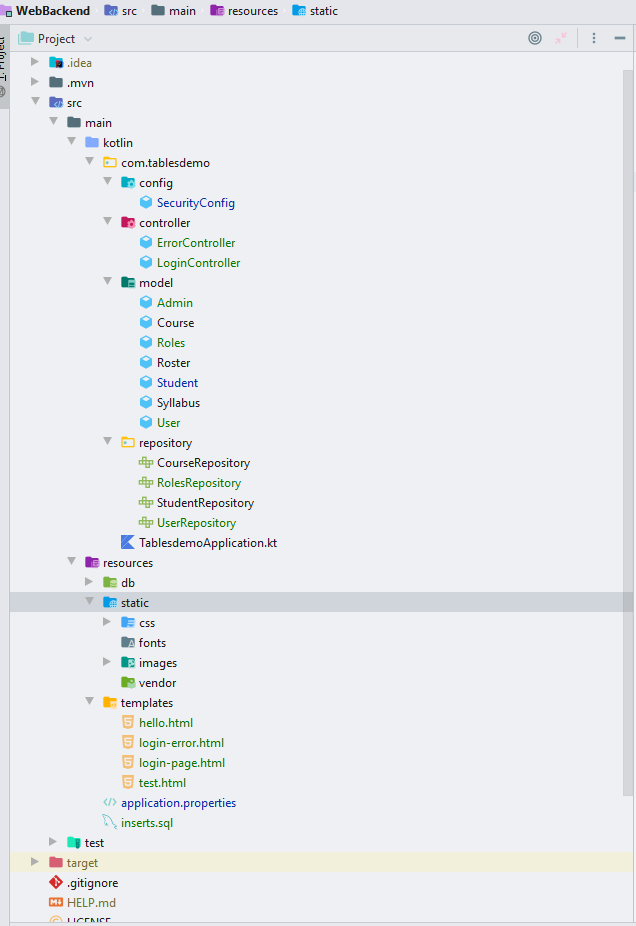 WebBackend src main resources static
1: Project
Project
.idea
.mvn
src
main
kotlin
com.tablesdemo
config
SecurityConfig
controller
ErrorController
LoginController
model
Admin
Course
Roles
Roster
Student
Syllabus
User
repository
CourseRepository
RolesRepository
StudentRepository
UserRepository
TablesdemoApplication.kt
resources
db
static
css
fonts
images
vendor
templates
hello.html
login-error.html
login-page.html
test.html
application.properties
inserts.sql
test
target
.gitignore
HELP.md
LICENSE